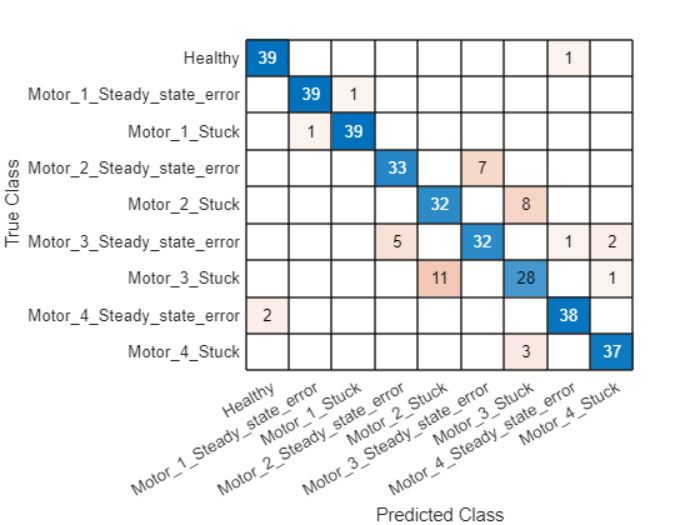 Healthy 39 1
Motor_1_Steady_state_error 39 1
Motor_1_Stuck 1 39
Motor_2_Steady_state_error 33 7
Motor_2_Stuck 32 8
Motor_3_Steady_state_error 5 32 1 2
Motor_3_Stuck 11 28 1
Motor_4_Steady_state_error 2 38
Motor_4_Stuck 3 37
True Class
Healthy
Motor_1_Steady_state_error
Motor_1_Stuck
Motor_2_Steady_state_error
Motor_2_Stuck
Motor_3_Steady_state_error
Motor_3_Stuck
Motor_4_Steady_state_error
Motor_4_Stuck
Predicted Class